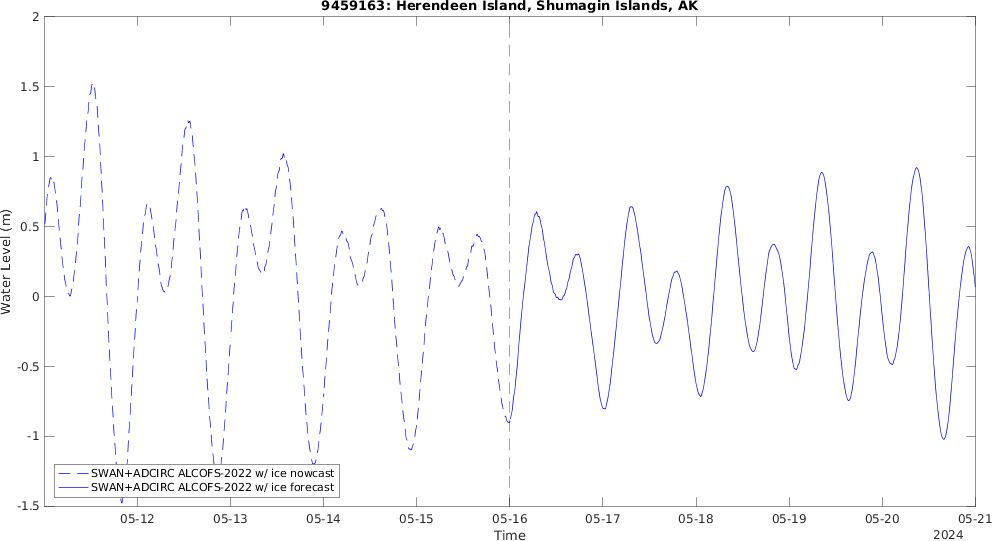 9459163: Herendeen Island, Shumagin Islands, AK
Water Level (m)
2
1.5
1
0.5
0
-0.5
-1
-1.5
SWAN+ADCIRC ALCOFS-2022 w/ ice nowcast
SWAN+ADCIRC ALCOFS-2022 w/ ice forecast
05-12 05-13 05-14 05-15 05-16 05-17 05-18 05-19 05-20 05-21
Time
2024